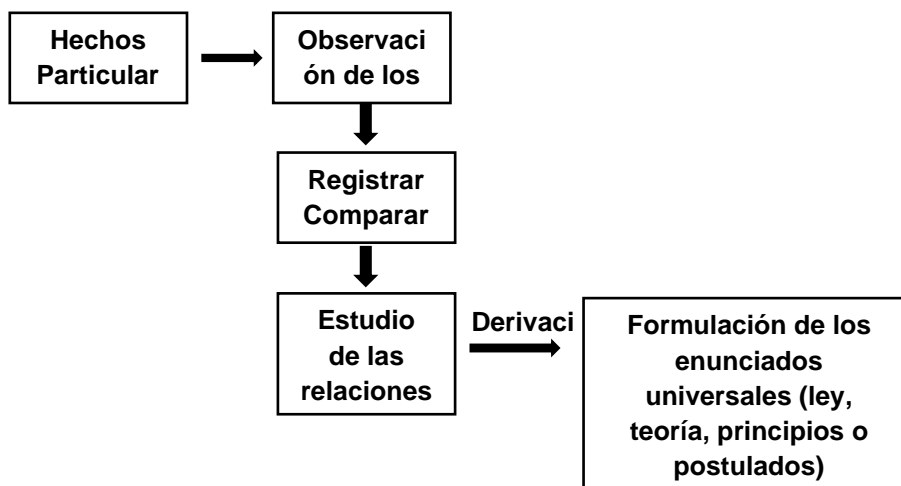 Hechos
Particular
Observaci
ón de los
Registrar
Comparar
Estudio
de las
relaciones
Derivaci
Formulación de los
enunciados
universales (ley,
teoría, principios o
postulados)